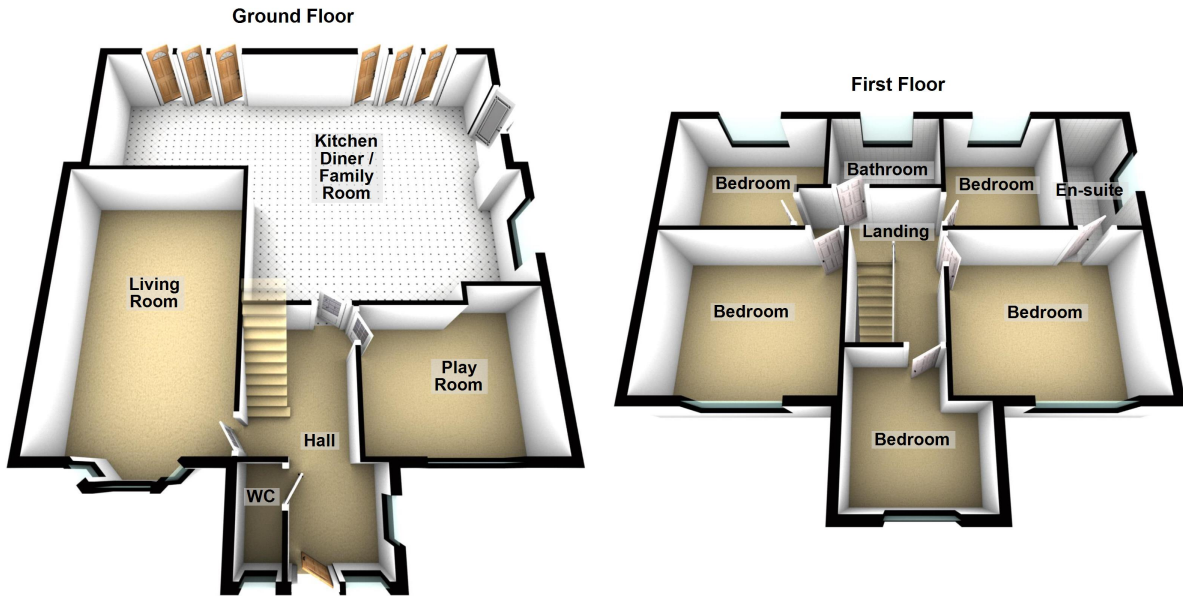 Ground Floor
Kitchen
Diner /
Family
Room
Living
Room
Play
Room
Hall
WC
First Floor
Bedroom
Bathroom
Bedroom
En-suite
Landing
Bedroom
Bedroom
Bedroom